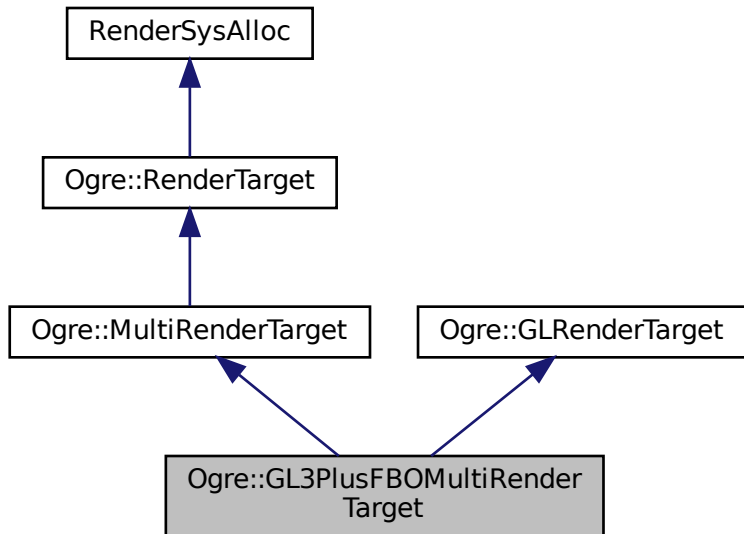 RenderSysAlloc
Ogre::RenderTarget
Ogre::MultiRenderTarget
Ogre::GLRenderTarget
Ogre::GL3PlusFBOMultiRender
Target